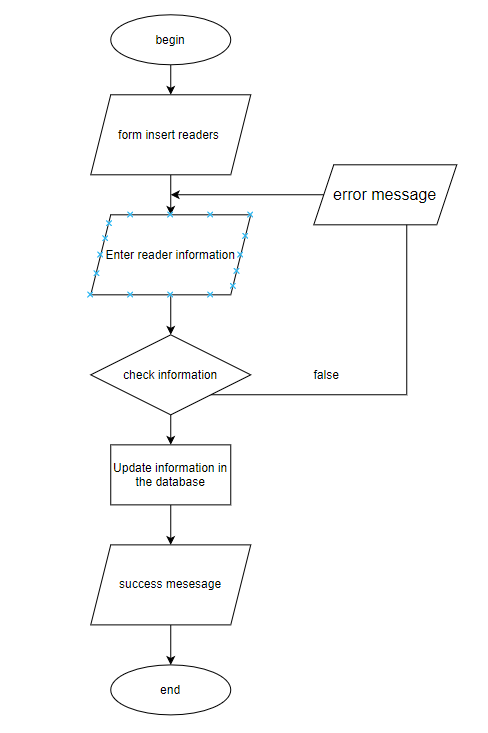 begin
form insert readers
error message
Enter reader information
check information
false
Update information in
the database
success mesesage
end